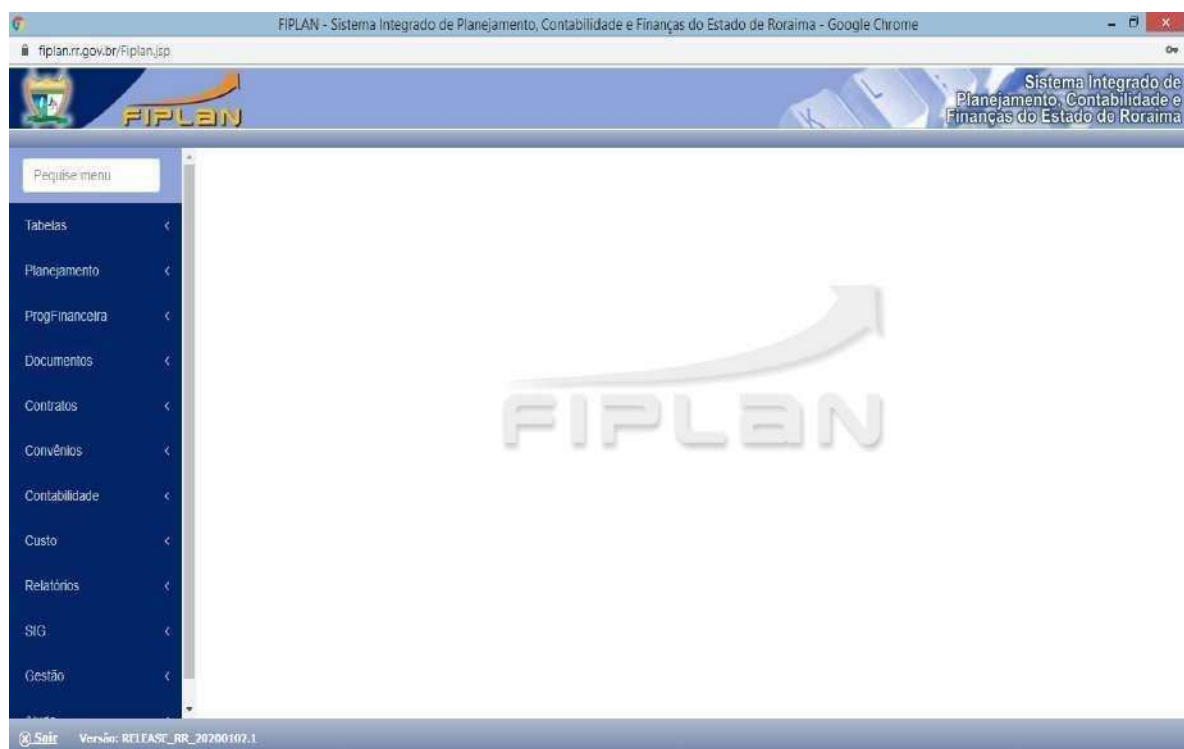 FIPLAN - Sistema Integrado de Planejamento, Contabilidade e Finanças do Estado de Roraima - Google Chrome
fiplan.rr.gov.br/Fiplan.jsp
FIPLAN
K L
Sistema Integrado de
Planejamento, Contabilidade e
Finanças do Estado de Roraima
Pequise menu
Tabelas
Planejamento
ProgFinanceira
Documentos
Contratos
Convênios
Contabilidade
Custo
Relatórios
SIG
Gestão
FIPLAN
Sair Versão: RELEASE_RR_20200102.1